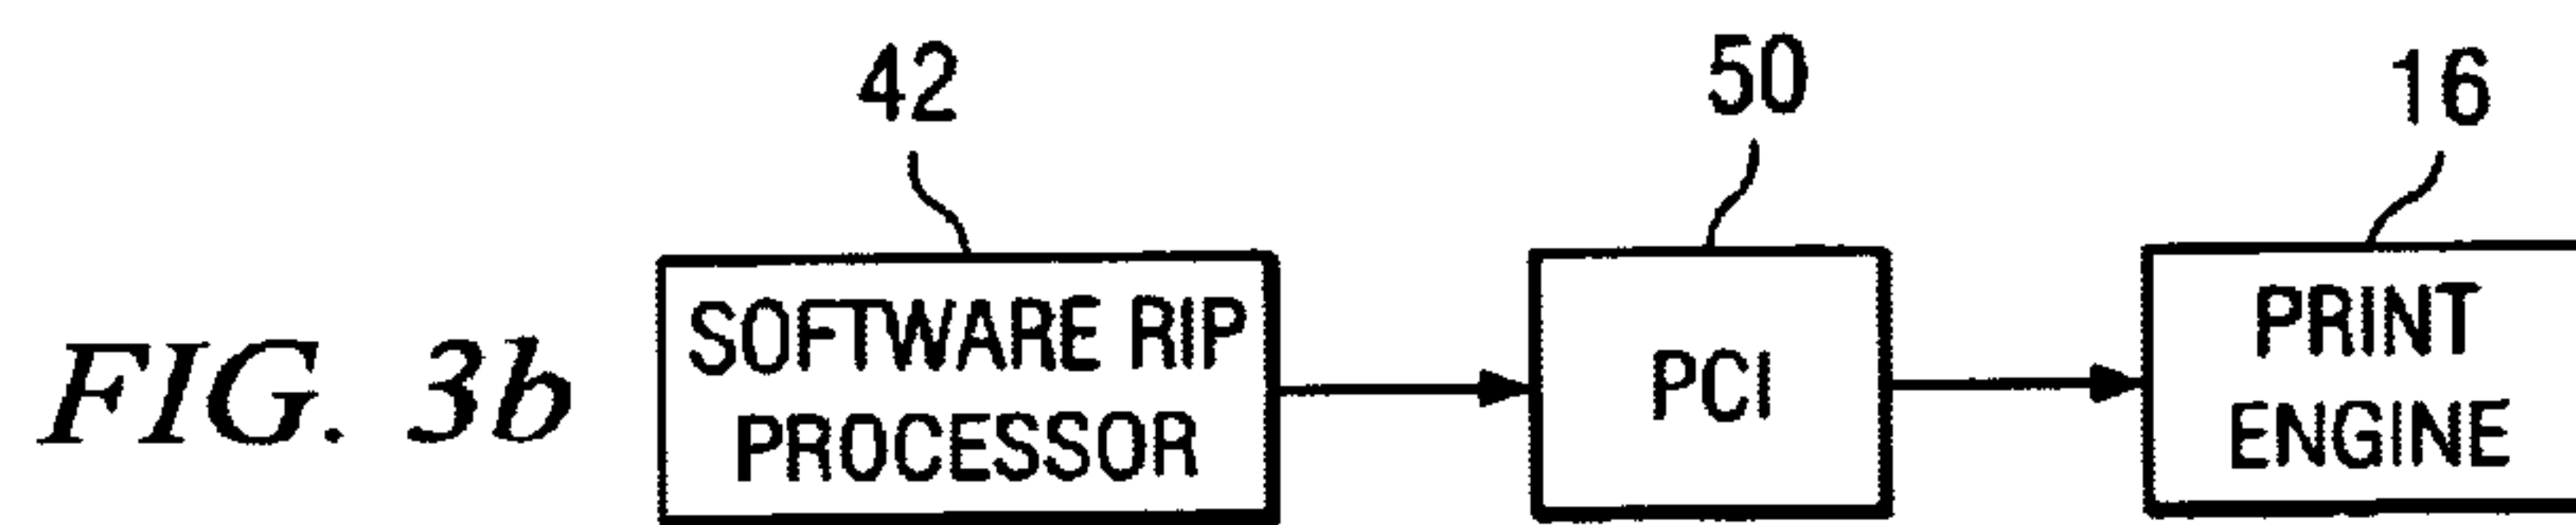 42
50
16
FIG. 3b
SOFTWARE RIP
PROCESSOR
PCI
PRINT
ENGINE